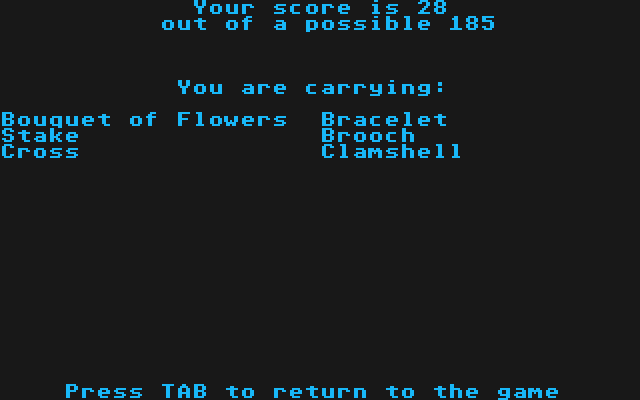 Your score is 28
out of a possible 185
You are carrying:
Bouquet of Flowers Bracelet
Stake Brooch
Cross Clamshell
Press TAB to return to the game